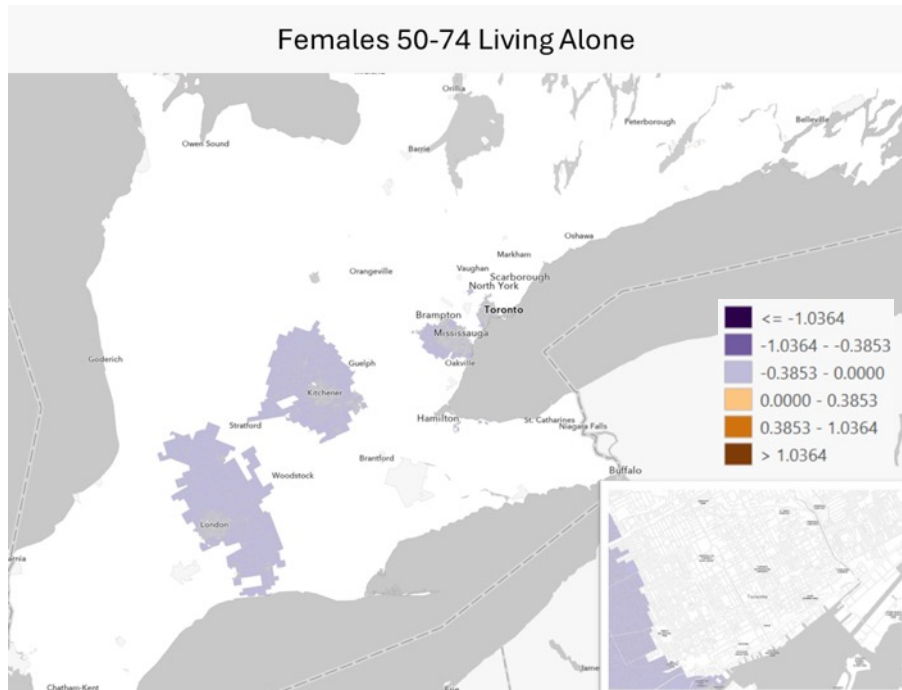 Females 50-74 Living Alone
Orillia
Owen Sound
Barrie
Peterborough
Belleville
Oshawa
Markham
Vaughan
Scarborough
North York
Orangeville
Toronto
Brampton
Mississauga
Goderich
Guelph
Oakville
Kitchener
Hamilton
St. Catharines
Niagara Falls
Stratford
Brantford
Woodstock
Buffalo
London
Chatham-Kent
<= -1.0364
-1.0364 - -0.3853
-0.3853 - 0.0000
0.0000 - 0.3853
0.3853 - 1.0364
> 1.0364
Toronto